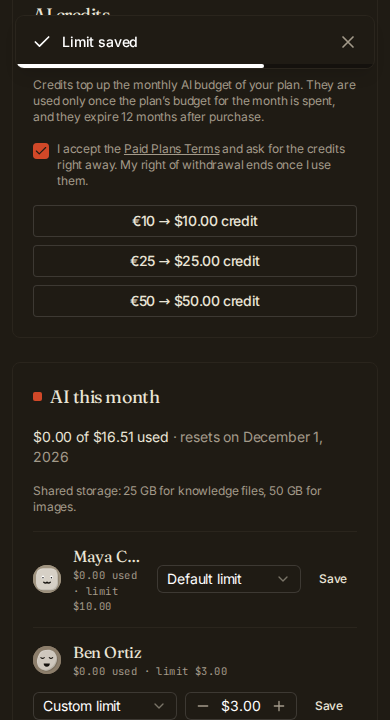 AI credits
Limit saved
Credits top up the monthly AI budget of your plan. They are
used only once the plan's budget for the month is spent,
and they expire 12 months after purchase.
I accept the Paid Plans Terms and ask for the credits
right away. My right of withdrawal ends once I use
them.
€10 → $10.00 credit
€25 → $25.00 credit
€50 → $50.00 credit
AI this month
$0.00 of $16.51 used · resets on December 1,
2026
Shared storage: 25 GB for knowledge files, 50 GB for
images.
Maya C...
$0.00 used
· limit
$10.00
Default limit
Save
Ben Ortiz
$0.00 used · limit $3.00
Custom limit
− $3.00 +
Save